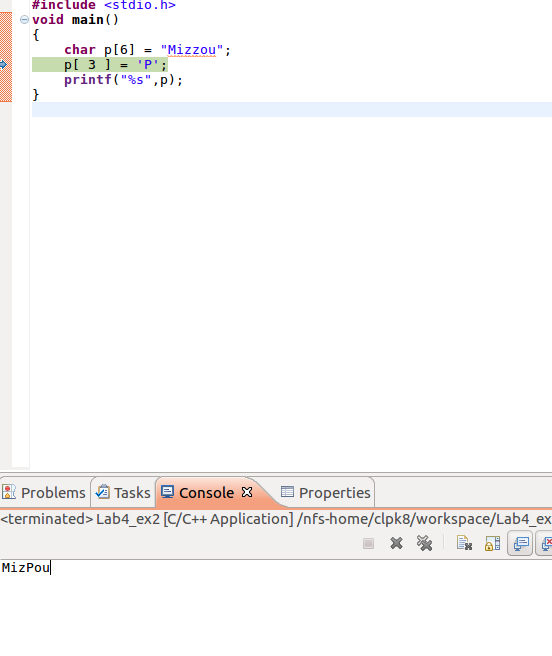 #include <stdio.h>
void main()
{
    char p[6] = "Mizzou";
    p[ 3 ] = 'P';
    printf("%s",p);
}
Problems Tasks Console Properties
<terminated> Lab4_ex2 [C/C++ Application] /nfs-home/clpk8/workspace/Lab4_ex
MizPou